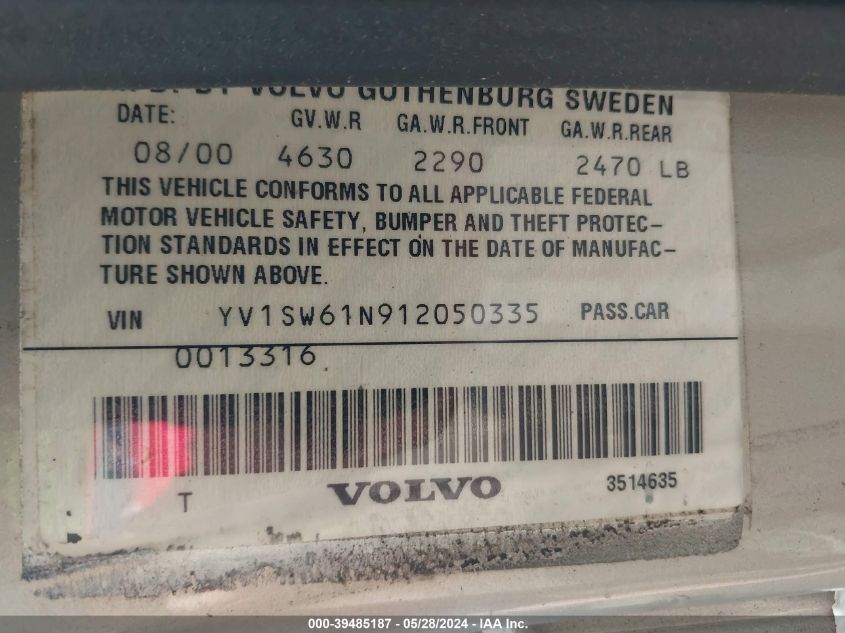 VOLVO GOTHENBURG SWEDEN
DATE: GV.W.R GA.W.R.FRONT GA.W.R.REAR
08/00 4630 2290 2470 LB
THIS VEHICLE CONFORMS TO ALL APPLICABLE FEDERAL
MOTOR VEHICLE SAFETY, BUMPER AND THEFT PROTEC-
TION STANDARDS IN EFFECT ON THE DATE OF MANUFAC-
TURE SHOWN ABOVE.
VIN YV1SW61N912050335 PASS.CAR
0013316
T VOLVO 3514635
000-39485187 - 05/28/2024 - IAA Inc.